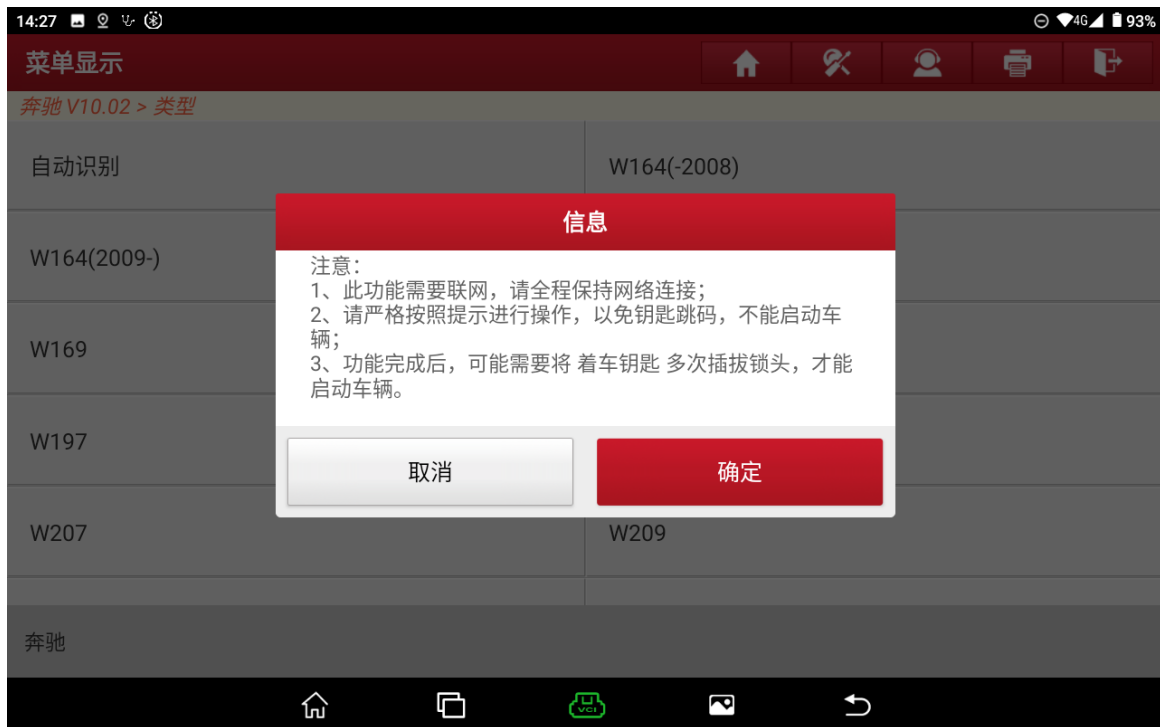 14:27
4G 93%
菜单显示
奔驰 V10.02 > 类型
自动识别
W164(-2008)
W164(2009-)
W169
W197
W207
W209
信息
注意：
1、此功能需要联网，请全程保持网络连接；
2、请严格按照提示进行操作，以免钥匙跳码，不能启动车
辆；
3、功能完成后，可能需要将 着车钥匙 多次插拔锁头，才能
启动车辆。
取消
确定
奔驰
VCI